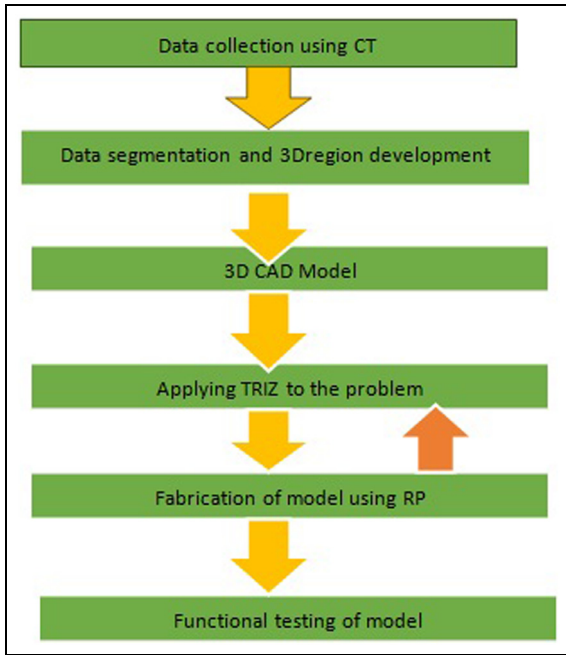 Data collection using CT
Data segmentation and 3Dregion development
3D CAD Model
Applying TRIZ to the problem
Fabrication of model using RP
Functional testing of model